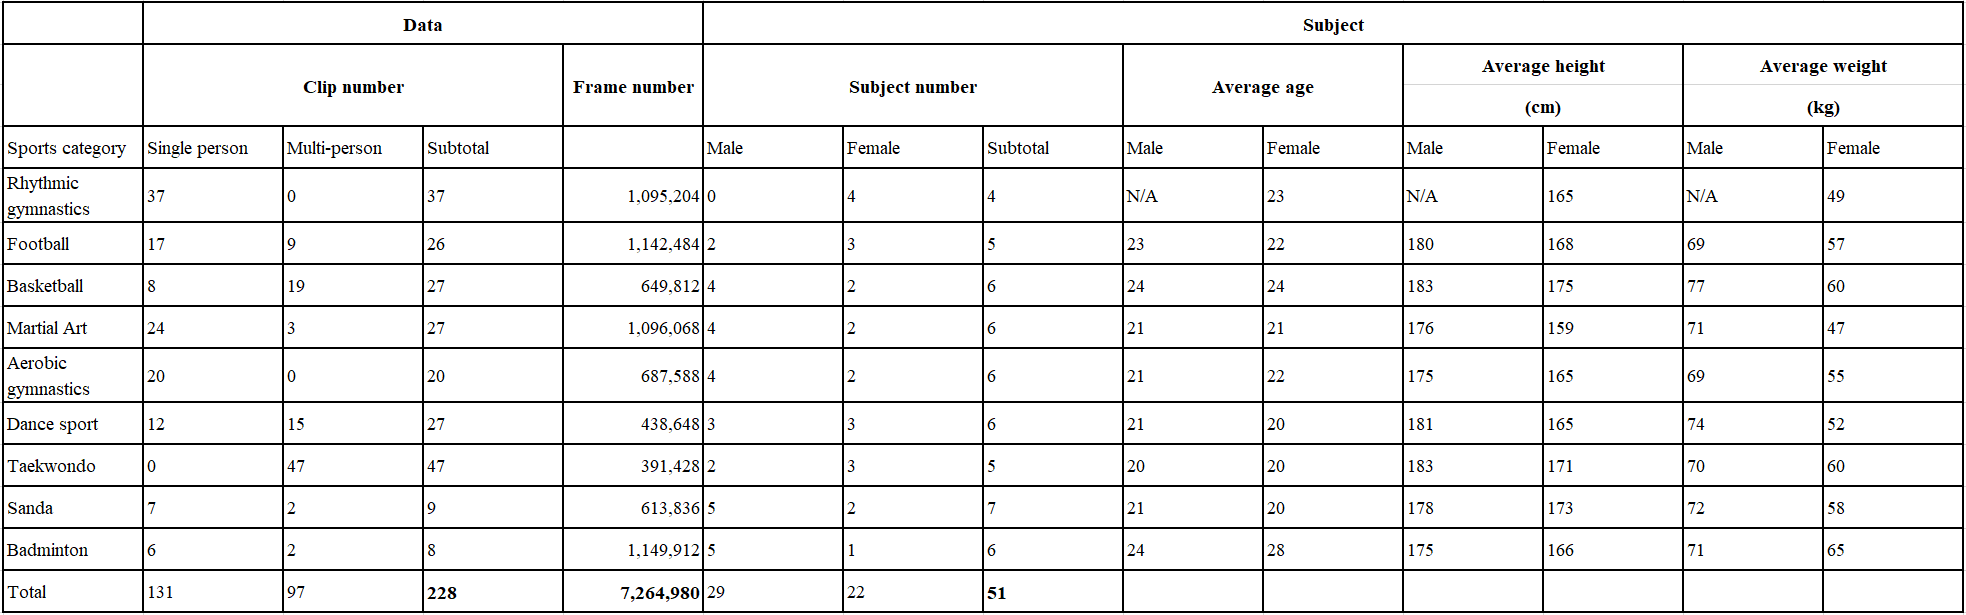 Data Subject
Clip number Frame number Subject number Average age Average height Average weight
(cm) (kg)
Sports category Single person Multi-person Subtotal Male Female Subtotal Male Female Male Female Male Female
Rhythmic
gymnastics 37 0 37 1,095,204 0 4 4 N/A 23 N/A 165 N/A 49
Football 17 9 26 1,142,484 2 3 5 23 22 180 168 69 57
Basketball 8 19 27 649,812 4 2 6 24 24 183 175 77 60
Martial Art 24 3 27 1,096,068 4 2 6 21 21 176 159 71 47
Aerobic
gymnastics 20 0 20 687,588 4 2 6 21 22 175 165 69 55
Dance sport 12 15 27 438,648 3 3 6 21 20 181 165 74 52
Taekwondo 0 47 47 391,428 2 3 5 20 20 183 171 70 60
Sanda 7 2 9 613,836 5 2 7 21 20 178 173 72 58
Badminton 6 2 8 1,149,912 5 1 6 24 28 175 166 71 65
Total 131 97 228 7,264,980 29 22 51